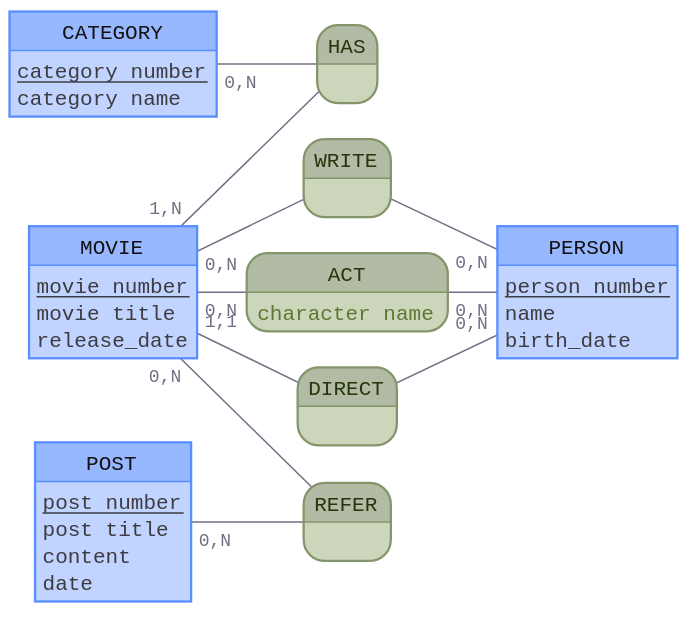 CATEGORY
category number
category name
HAS
0,N
1,N
WRITE
0,N
0,N
MOVIE
movie number
movie title
release_date
ACT
character name
0,N
0,N
PERSON
person number
name
birth_date
1,1
0,N
DIRECT
0,N
POST
post number
post title
content
date
REFER
0,N